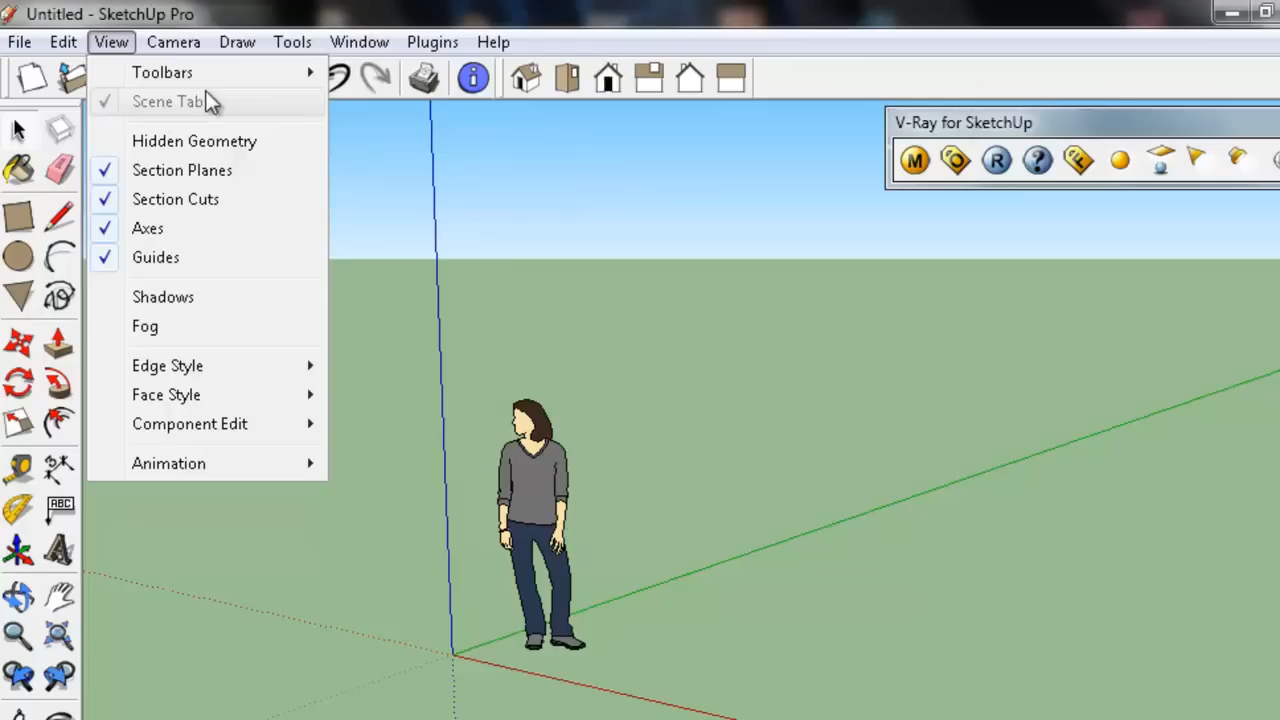 Untitled - SketchUp Pro
File Edit View Camera Draw Tools Window Plugins Help
Toolbars
Scene Tab
V-Ray for SketchUp
M O R ? F
Hidden Geometry
Section Planes
Section Cuts
Axes
Guides
Shadows
Fog
Edge Style
Face Style
Component Edit
Animation
ABC
A